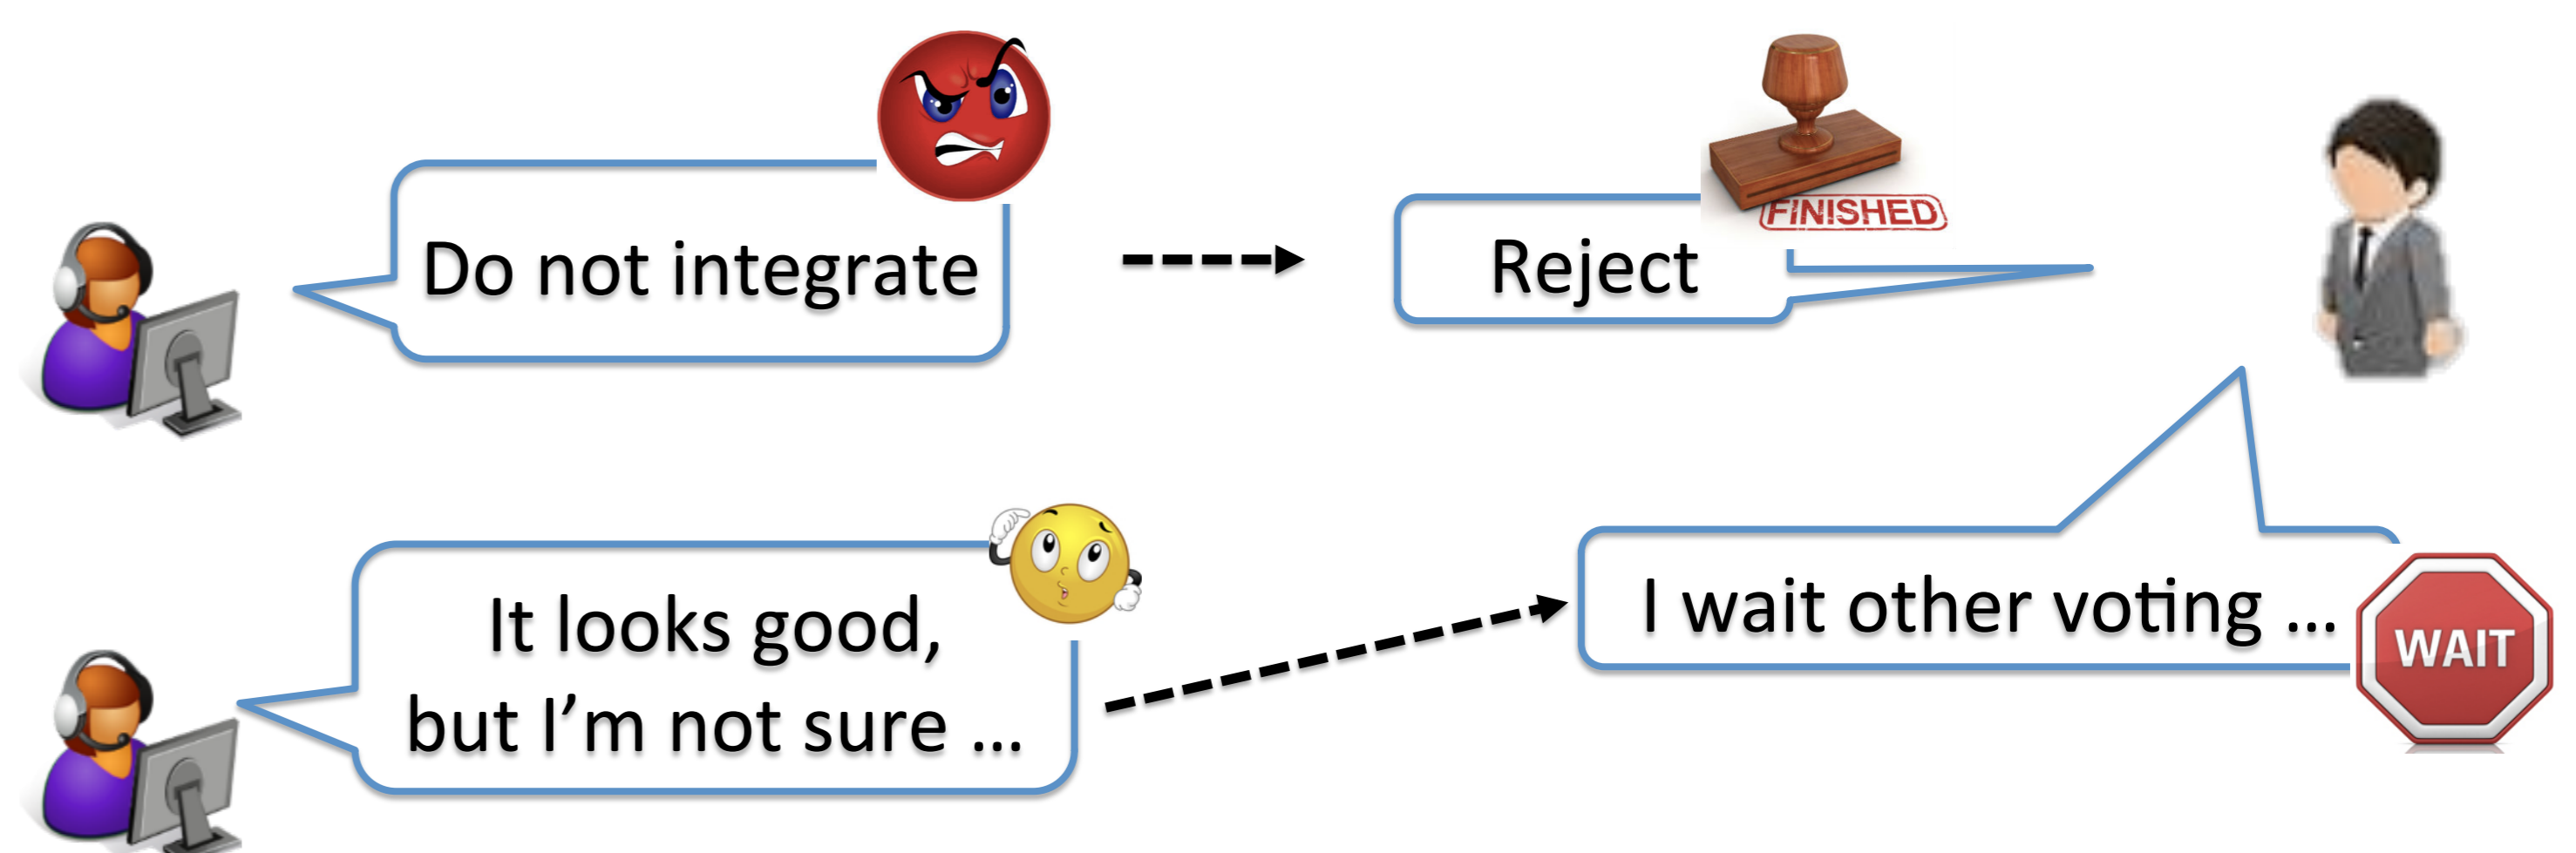 Do not integrate
Reject
FINISHED
It looks good,
but I’m not sure ...
I wait other voting ...
WAIT